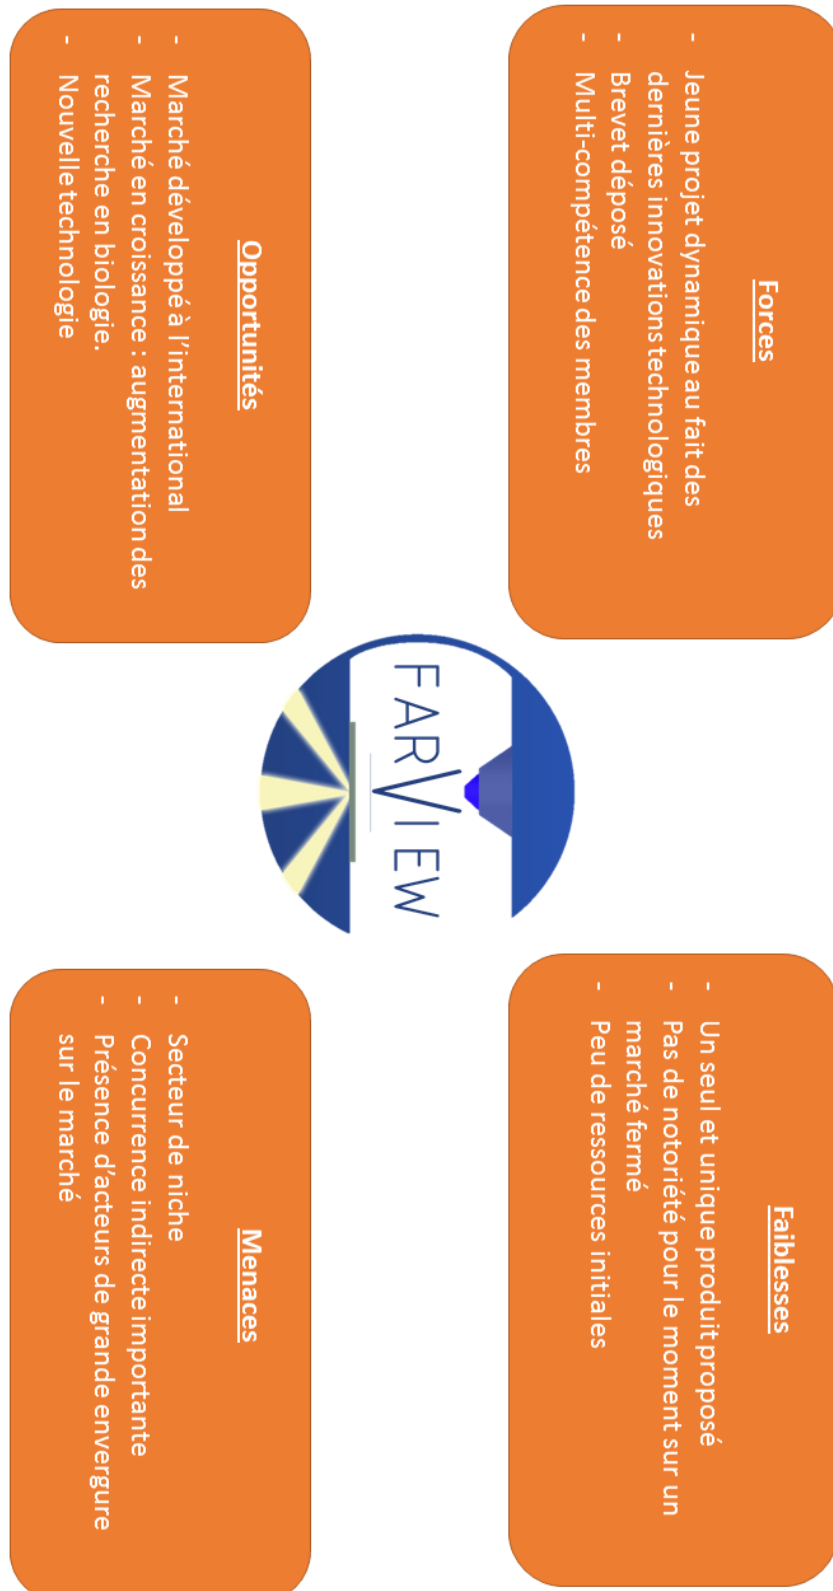 Forces
- Jeune projet dynamique au fait des
dernières innovations technologiques
- Brevet déposé
- Multi-compétence des membres
Faiblesses
- Un seul et unique produit proposé
- Pas de notoriété pour le moment sur un
marché fermé
- Peu de ressources initiales
FARVIEW
Opportunités
- Marché développé à l'international
- Marché en croissance : augmentation des
recherche en biologie.
- Nouvelle technologie
Menaces
- Secteur de niche
- Concurrence indirecte importante
- Présence d'acteurs de grande envergure
sur le marché